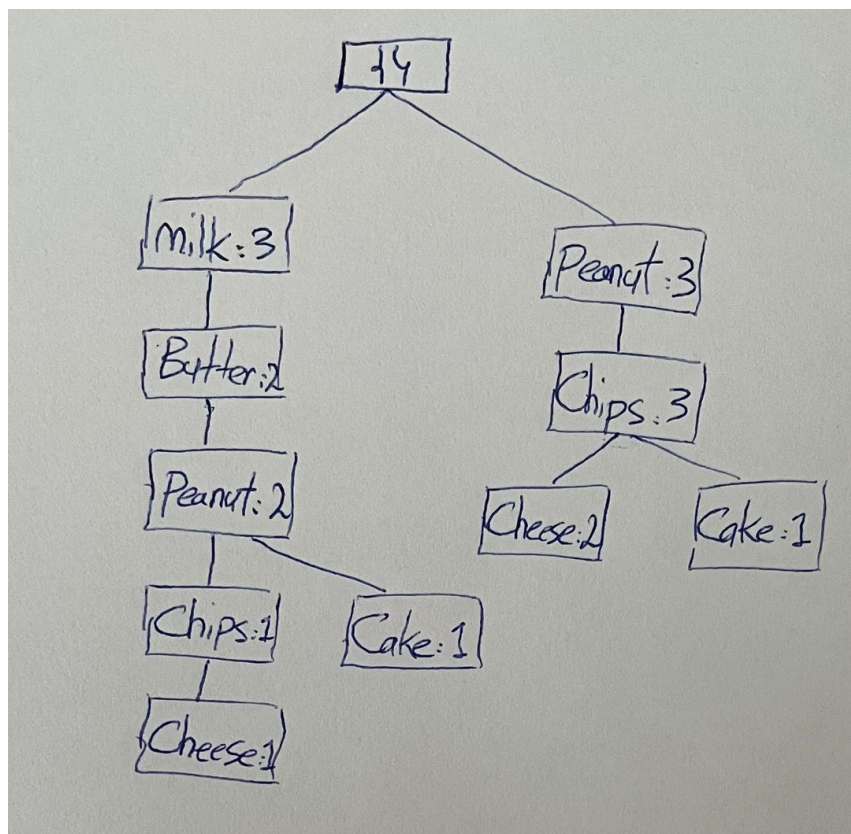 {}
Milk:3
Peanut:3
Butter:2
Chips:3
Peanut:2
Cheese:2
Cake:1
Chips:1
Cake:1
Cheese:1